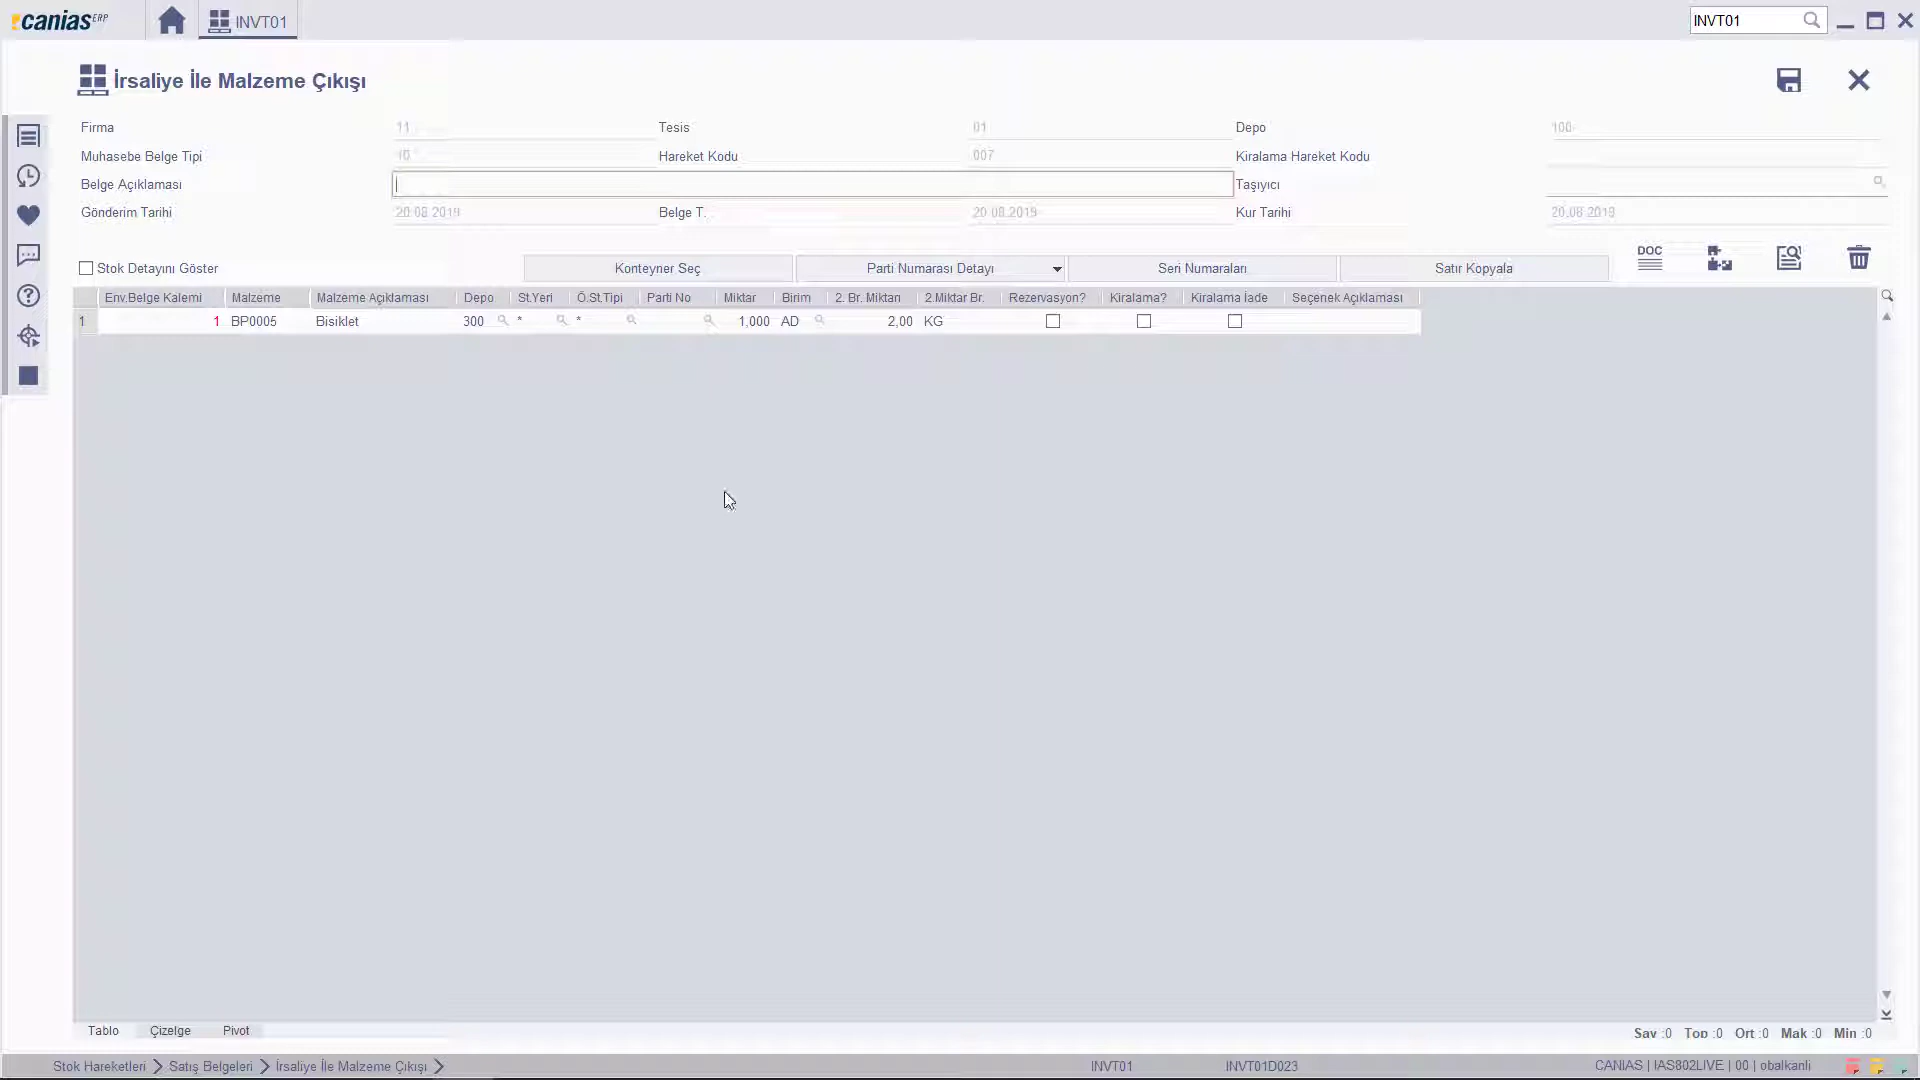 caniasERP INVT01 INVT01
İrsaliye İle Malzeme Çıkışı
Firma 11 Tesis 01 Depo 100
Muhasebe Belge Tipi 10 Hareket Kodu 007 Kiralama Hareket Kodu
Belge Açıklaması Taşıyıcı
Gönderim Tarihi 20.08.2019 Belge T. 20.08.2019 Kur Tarihi 20.08.2019
Stok Detayını Göster Konteyner Seç Parti Numarası Detayı Seri Numaraları Satır Kopyala DOC
Env.Belge Kalemi Malzeme Malzeme Açıklaması Depo St.Yeri Ö.St.Tipi Parti No Miktar Birim 2. Br. Miktarı 2.Miktar Br. Rezervasyon? Kiralama? Kiralama İade Seçenek Açıklaması
1 1 BP0005 Bisiklet 300 * * 1,000 AD 2,00 KG
Tablo Çizelge Pivot Say :0 Top :0 Ort :0 Mak :0 Min :0
Stok Hareketleri Satış Belgeleri İrsaliye İle Malzeme Çıkışı INVT01 INVT01D023 CANIAS | IAS802LIVE | 00 | obalkanli